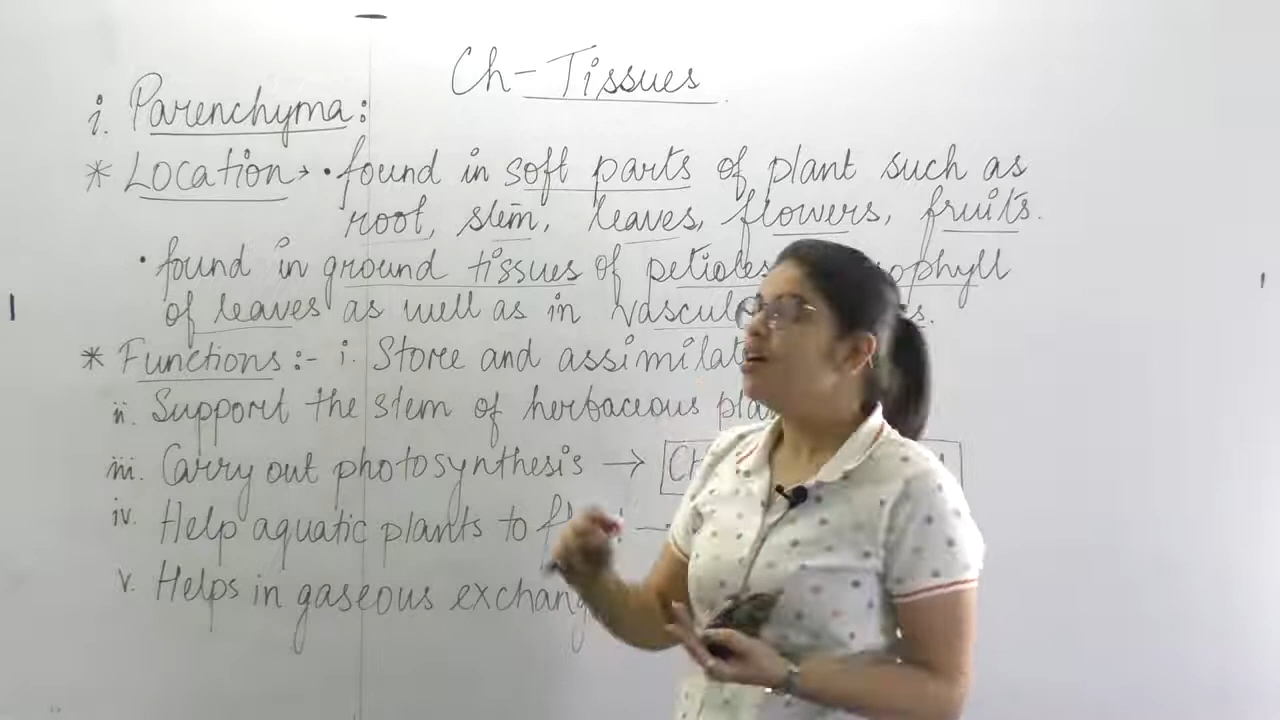 Ch-Tissues
i. Parenchyma:
* Location → • found in soft parts of plant such as
root, stem, leaves, flowers, fruits.
• found in ground tissues of petioles
of leaves as well as in
* Functions :- i. Store and
ii. Support the stem of herbaceous
iii. Carry out photosynthesis →
iv. Help aquatic plants to
v. Helps in gaseous